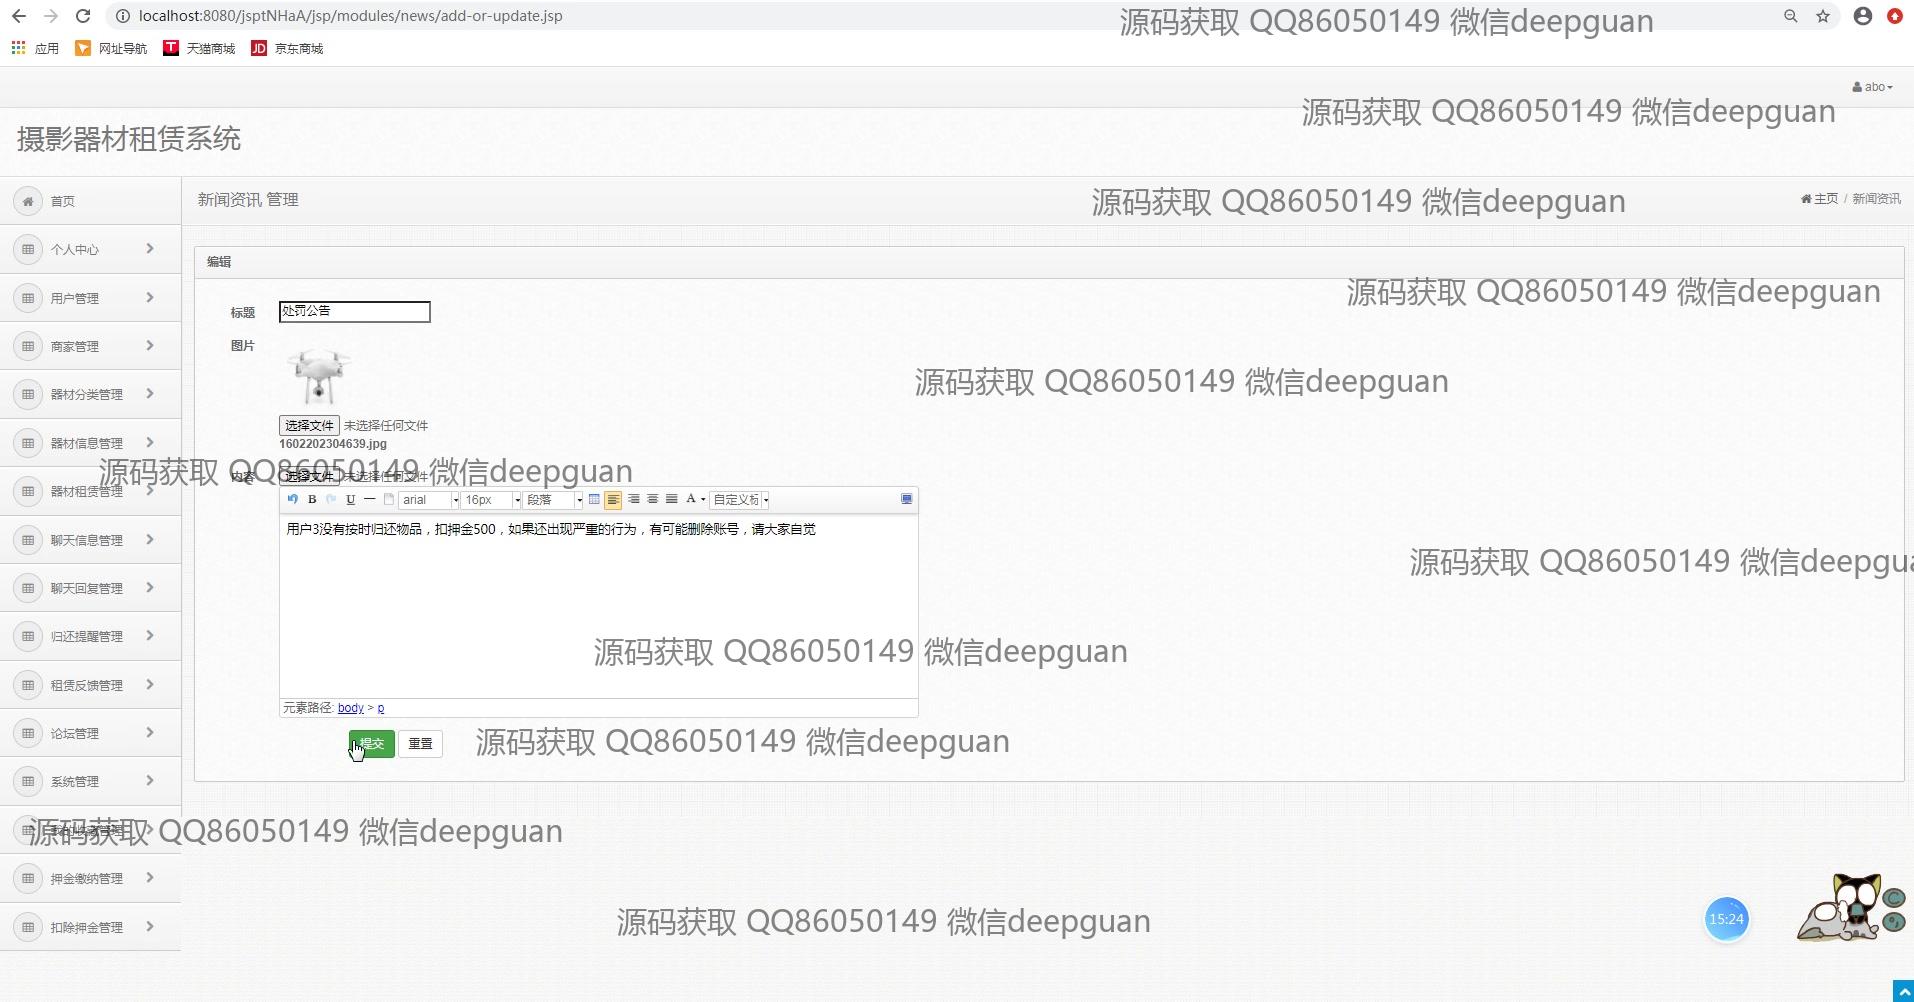 localhost:8080/jsptNHaA/jsp/modules/news/add-or-update.jsp
源码获取 QQ86050149 微信deepguan
应用 网址导航 天猫商城 JD 京东商城
abo
源码获取 QQ86050149 微信deepguan
摄影器材租赁系统
首页
新闻资讯 管理
源码获取 QQ86050149 微信deepguan
主页 / 新闻资讯
个人中心
编辑
用户管理
标题 处罚公告
源码获取 QQ86050149 微信deepguan
商家管理
图片
器材分类管理
源码获取 QQ86050149 微信deepguan
选择文件 未选择任何文件
器材信息管理
1602202304639.jpg
源码获取 QQ86050149 微信deepguan
内容 选择文件 未选择任何文件
器材租赁管理
B U arial 16px 段落 A 自定义标
用户3没有按时归还物品，扣押金500，如果还出现严重的行为，有可能删除账号，请大家自觉
聊天信息管理
源码获取 QQ86050149 微信deepgua
聊天回复管理
归还提醒管理
源码获取 QQ86050149 微信deepguan
租赁反馈管理
元素路径: body > p
论坛管理
提交 重置
源码获取 QQ86050149 微信deepguan
系统管理
源码获取 QQ86050149 微信deepguan
押金缴纳管理
源码获取 QQ86050149 微信deepguan
15:24
扣除押金管理